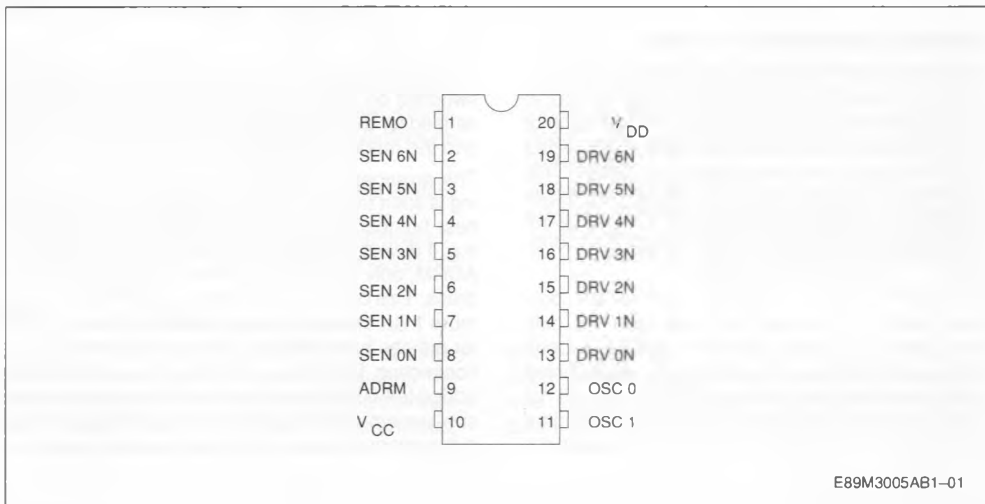 REMO 1 20 V DD
SEN 6N 2 19 DRV 6N
SEN 5N 3 18 DRV 5N
SEN 4N 4 17 DRV 4N
SEN 3N 5 16 DRV 3N
SEN 2N 6 15 DRV 2N
SEN 1N 7 14 DRV 1N
SEN 0N 8 13 DRV 0N
ADRM 9 12 OSC 0
V CC 10 11 OSC 1
E89M3005AB1–01